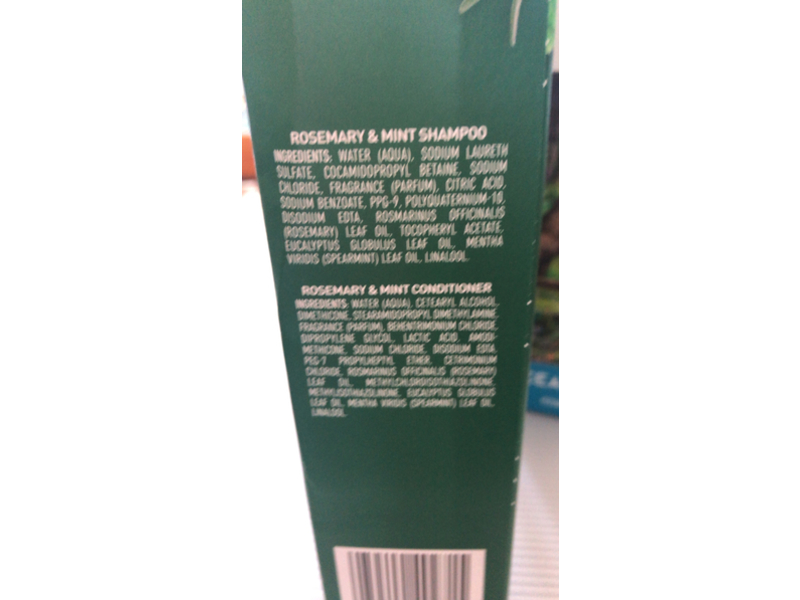 ROSEMARY & MINT SHAMPOO
INGREDIENTS: WATER (AQUA), SODIUM LAURETH
SULFATE, COCAMIDOPROPYL BETAINE, SODIUM
CHLORIDE, FRAGRANCE (PARFUM), CITRIC ACID,
SODIUM BENZOATE, PPG-9, POLYQUATERNIUM-10,
DISODIUM EDTA, ROSMARINUS OFFICINALIS
(ROSEMARY) LEAF OIL, TOCOPHERYL ACETATE,
EUCALYPTUS GLOBULUS LEAF OIL, MENTHA
VIRIDIS (SPEARMINT) LEAF OIL, LINALOOL.
ROSEMARY & MINT CONDITIONER
INGREDIENTS: WATER (AQUA), CETEARYL ALCOHOL,
DIMETHICONE, STEARAMIDOPROPYL DIMETHYLAMINE
FRAGRANCE (PARFUM), BEHENTRIMONIUM CHLORIDE,
DIPROPYLENE GLYCOL, LACTIC ACID, AMODI
METHICONE, SODIUM CHLORIDE, DISODIUM EDTA,
PEG-7 PROPYLHEPTYL ETHER, CETRIMONIUM
CHLORIDE, ROSMARINUS OFFICINALIS (ROSEMARY)
LEAF OIL, METHYLCHLOROISOTHIAZOLINONE,
METHYLISOTHIAZOLINONE, EUCALYPTUS GLOBULUS
LEAF OIL, MENTHA VIRIDIS (SPEARMINT) LEAF OIL,
LINALOOL.